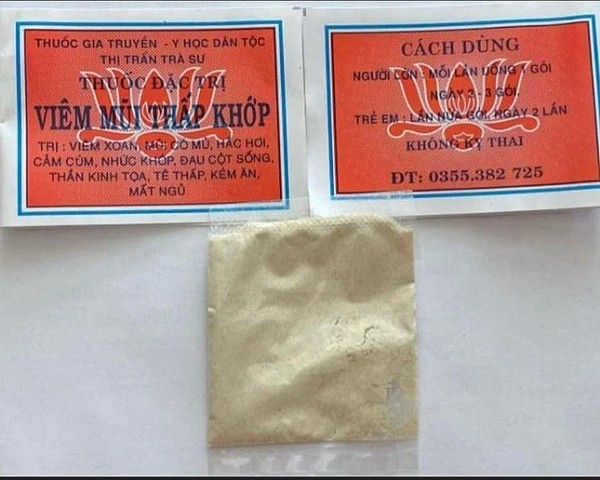 THUỐC GIA TRUYỀN - Y HỌC DÂN TỘC
THỊ TRẤN TRÀ SƯ
THUỐC ĐẶC TRỊ
VIÊM MŨI THẤP KHỚP
TRỊ : VIÊM XOAN, MŨI CÓ MỦ, HẮC HƠI,
CẢM CÚM, NHỨC KHỚP, ĐAU CỘT SỐNG,
THẦN KINH TỌA, TÊ THẤP, KÉM ĂN,
MẤT NGỦ
CÁCH DÙNG
NGƯỜI LỚN : MỖI LẦN UỐNG 1 GÓI
NGÀY 2 - 3 GÓI.
TRẺ EM : LẦN NỬA GÓI, NGÀY 2 LẦN
KHÔNG KỴ THAI
ĐT: 0355.382 725